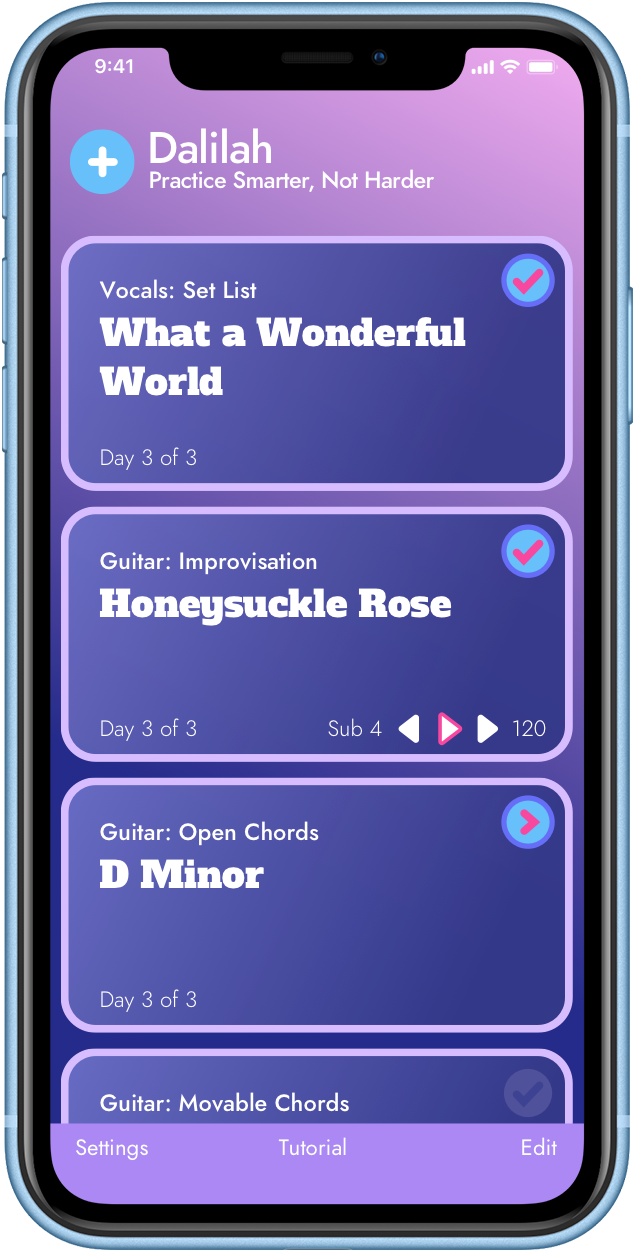 9:41
Dalilah
Practice Smarter, Not Harder
Vocals: Set List
What a Wonderful
World
Day 3 of 3
Guitar: Improvisation
Honeysuckle Rose
Day 3 of 3 Sub 4 120
Guitar: Open Chords
D Minor
Day 3 of 3
Guitar: Movable Chords
Settings Tutorial Edit